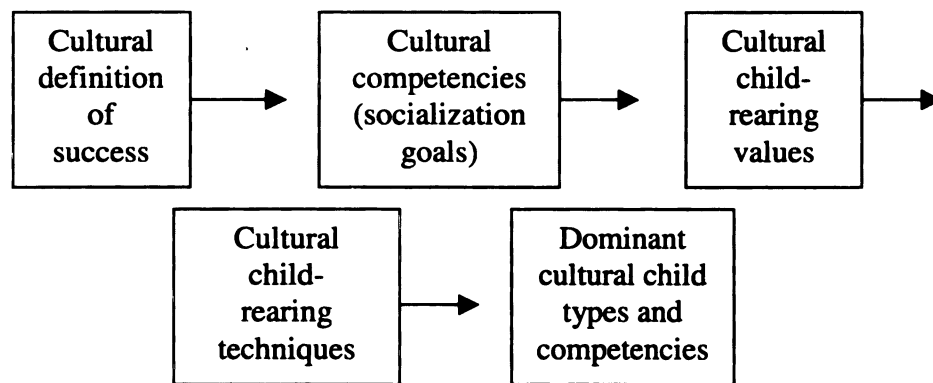 Cultural
definition
of
success
Cultural
competencies
(socialization
goals)
Cultural
child-
rearing
values
Cultural
child-
rearing
techniques
Dominant
cultural child
types and
competencies